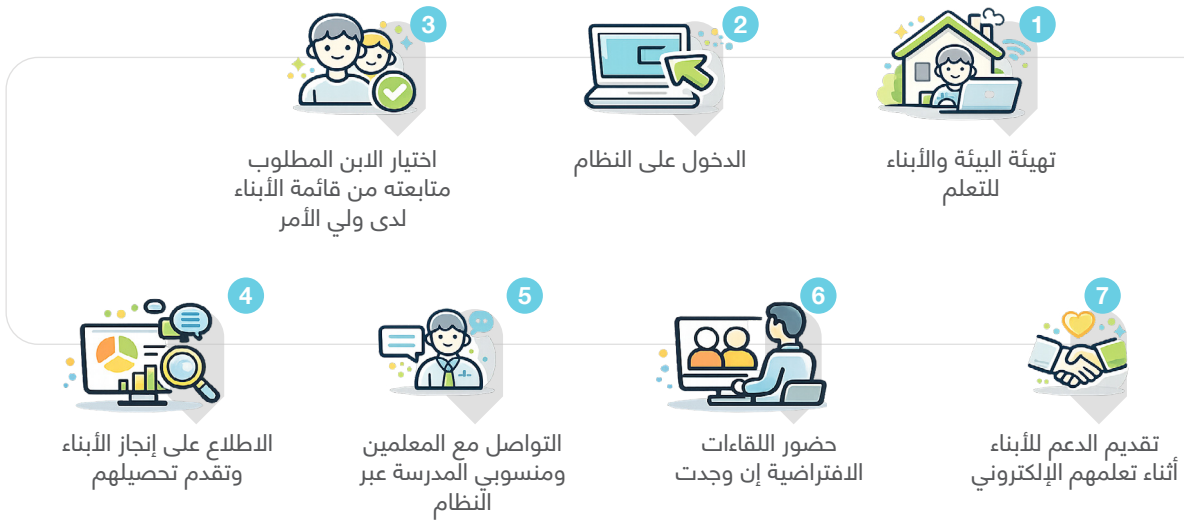 1
تهيئة البيئة والأبناء
للتعلم
2
الدخول على النظام
3
اختيار الابن المطلوب
متابعته من قائمة الأبناء
لدى ولي الأمر
4
الاطلاع على إنجاز الأبناء
وتقدم تحصيلهم
5
التواصل مع المعلمين
ومنسوبي المدرسة عبر
النظام
6
حضور اللقاءات
الافتراضية إن وجدت
7
تقديم الدعم للأبناء
أثناء تعلمهم الإلكتروني